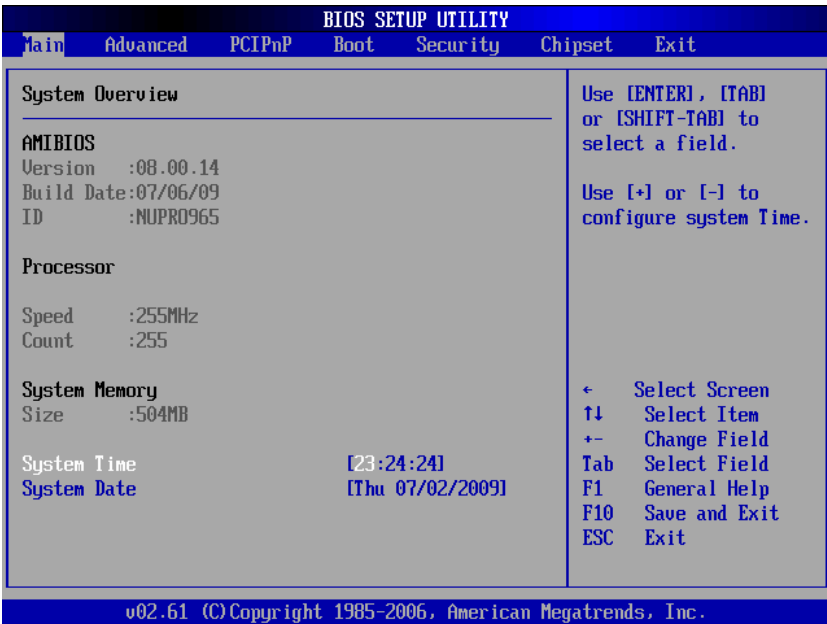 BIOS SETUP UTILITY
Main Advanced PCIPnP Boot Security Chipset Exit
System Overview
AMIBIOS
Version :08.00.14
Build Date:07/06/09
ID :NUPRO965
Processor
Speed :255MHz
Count :255
System Memory
Size :504MB
System Time [23:24:24]
System Date [Thu 07/02/2009]
Use [ENTER], [TAB]
or [SHIFT-TAB] to
select a field.
Use [+] or [-] to
configure system Time.
← Select Screen
↑↓ Select Item
+- Change Field
Tab Select Field
F1 General Help
F10 Save and Exit
ESC Exit
v02.61 (C)Copyright 1985-2006, American Megatrends, Inc.